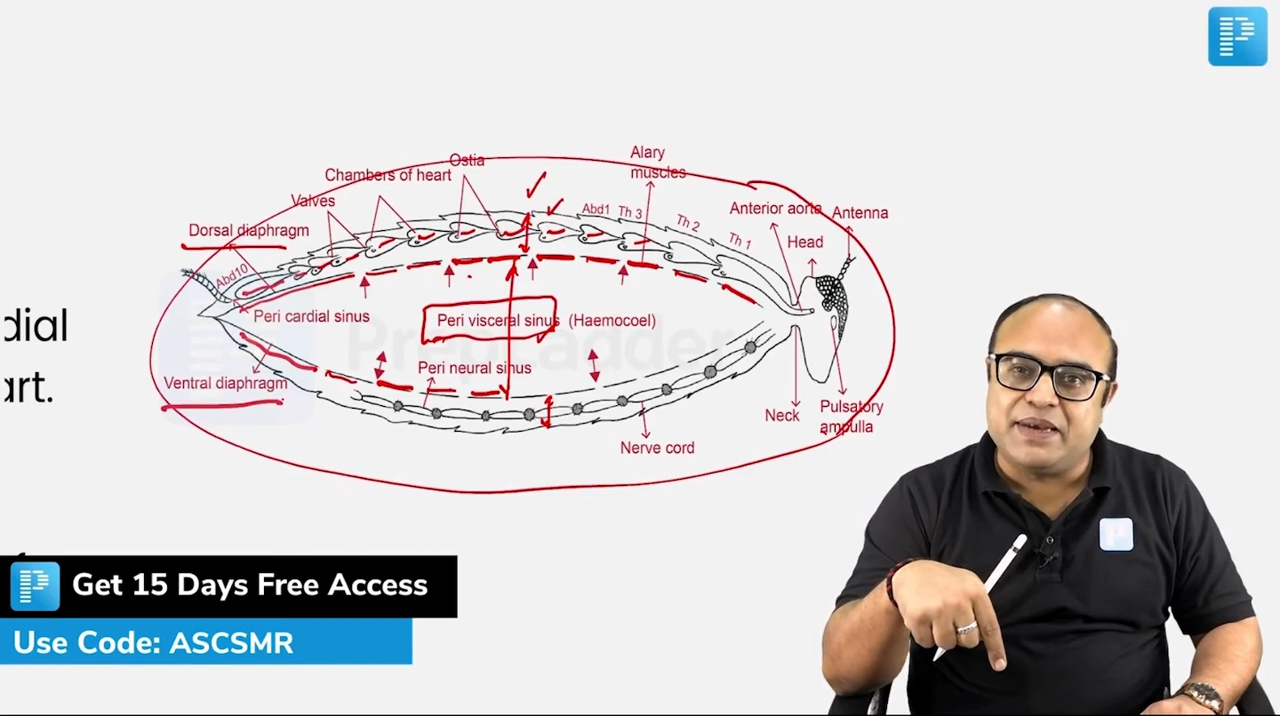 Ostia
Alary
muscles
Chambers of heart
Valves
Abd1
Th 3
Th 2
Th 1
Anterior aorta
Antenna
Dorsal diaphragm
Head
Abd10
Peri cardial sinus
Peri visceral sinus (Haemocoel)
dial
PrepLadder
Peri neural sinus
Ventral diaphragm
art.
Neck
Pulsatory
ampulla
Nerve cord
Get 15 Days Free Access
Use Code: ASCSMR